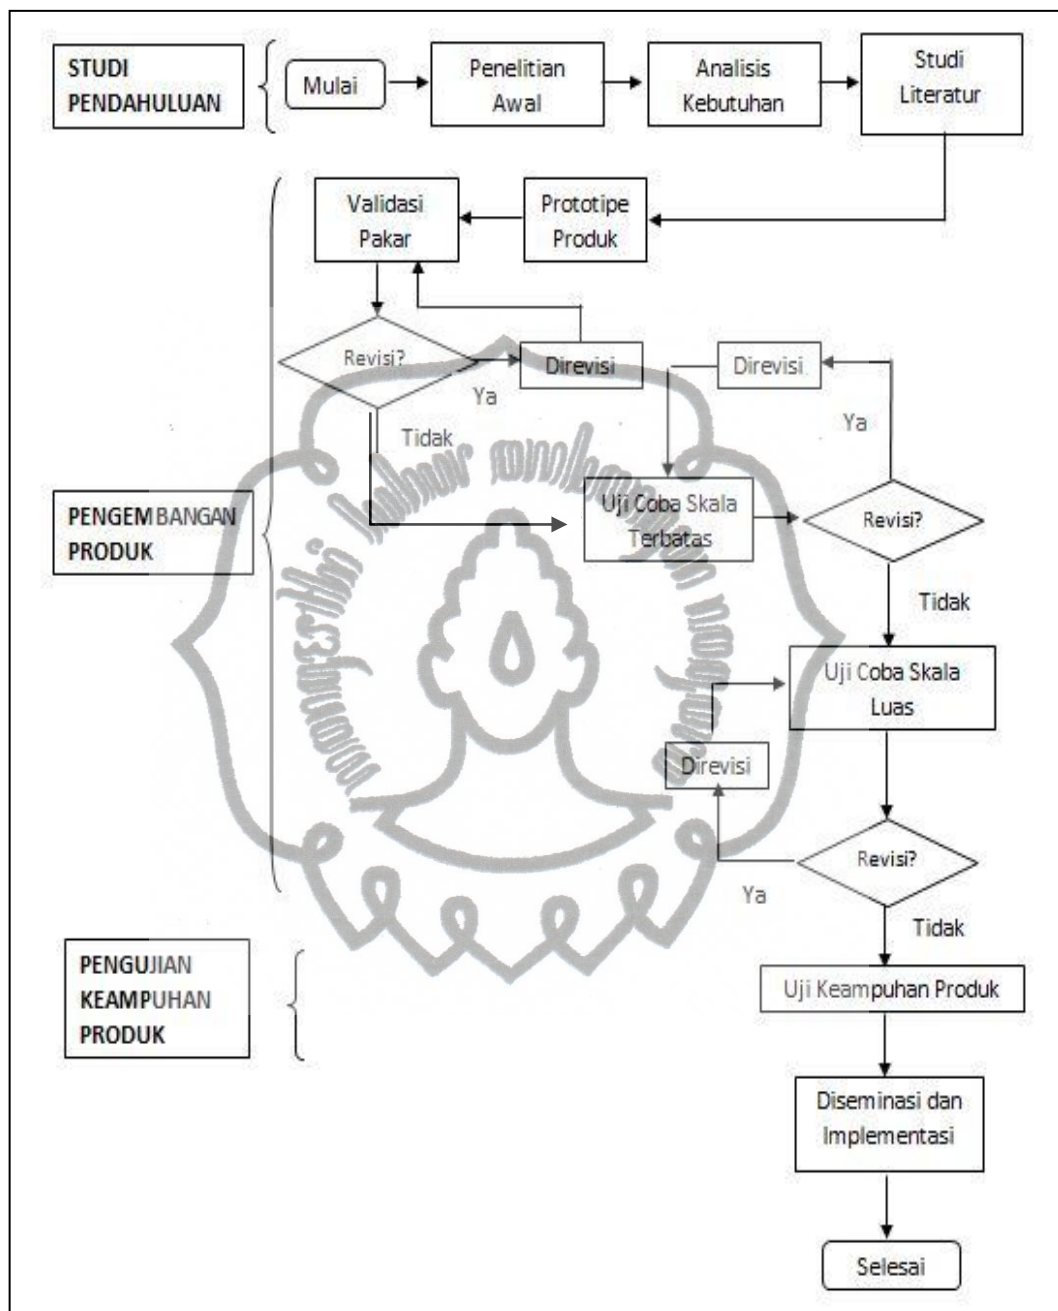 STUDI
PENDAHULUAN
Mulai
Penelitian
Awal
Analisis
Kebutuhan
Studi
Literatur
Validasi
Pakar
Prototipe
Produk
Revisi?
Direvisi
Direvisi
Ya
Ya
Tidak
PENGEMBANGAN
PRODUK
Uji Coba Skala
Terbatas
Revisi?
Tidak
Uji Coba Skala
Luas
Direvisi
Revisi?
Ya
Tidak
PENGUJIAN
KEAMPUHAN
PRODUK
Uji Keampuhan Produk
Diseminasi dan
Implementasi
Selesai